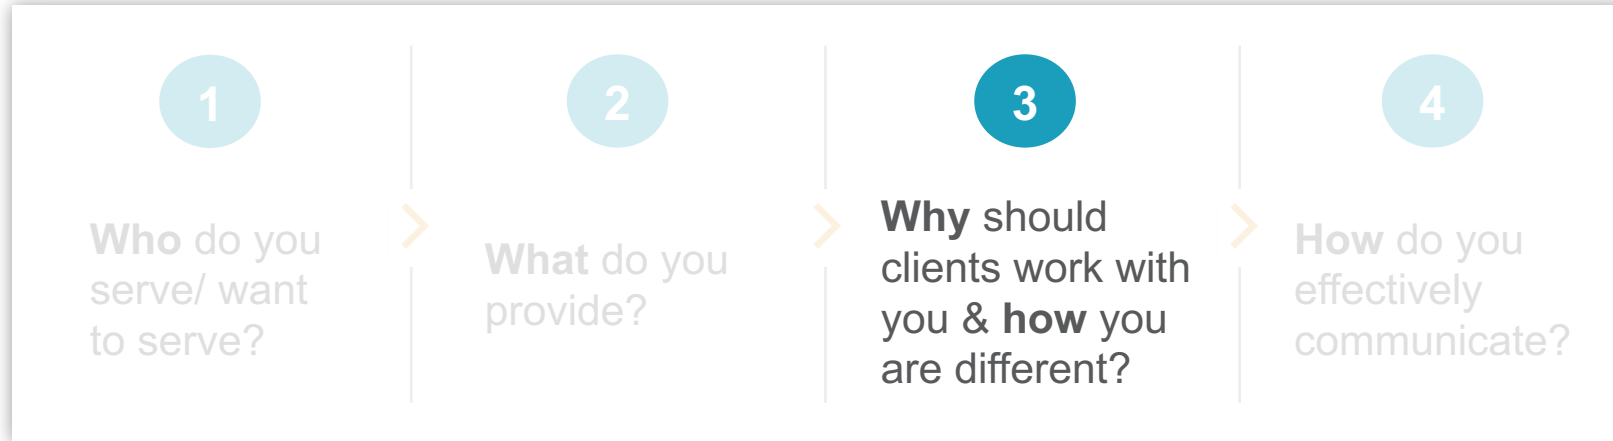 1
Who do you
serve/ want
to serve?
2
What do you
provide?
3
Why should
clients work with
you & how you
are different?
4
How do you
effectively
communicate?